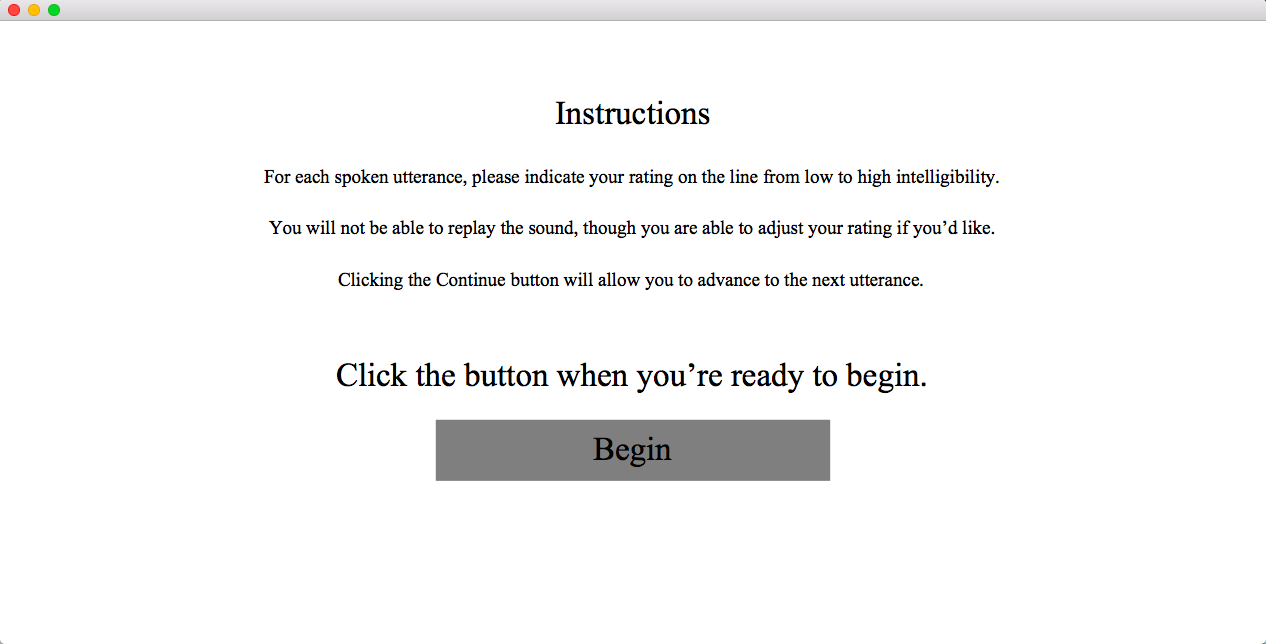 Instructions
For each spoken utterance, please indicate your rating on the line from low to high intelligibility.
You will not be able to replay the sound, though you are able to adjust your rating if you’d like.
Clicking the Continue button will allow you to advance to the next utterance.
Click the button when you’re ready to begin.
Begin